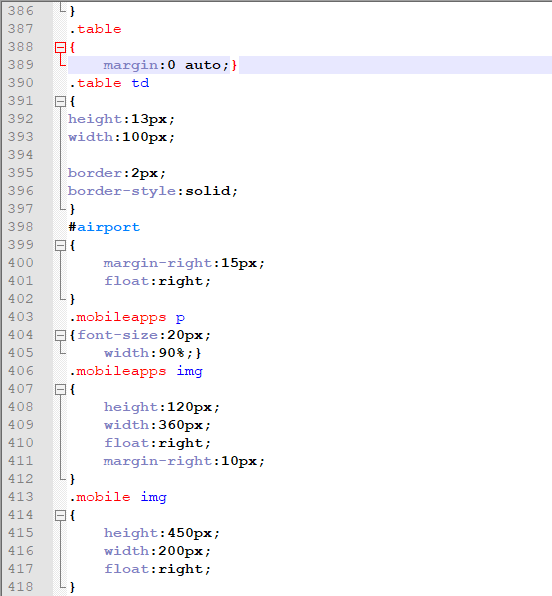 386 }
387 .table
388 {
389     margin:0 auto;}
390 .table td
391 {
392 height:13px;
393 width:100px;
394
395 border:2px;
396 border-style:solid;
397 }
398 #airport
399 {
400     margin-right:15px;
401     float:right;
402 }
403 .mobileapps p
404 {font-size:20px;
405     width:90%;}
406 .mobileapps img
407 {
408     height:120px;
409     width:360px;
410     float:right;
411     margin-right:10px;
412 }
413 .mobile img
414 {
415     height:450px;
416     width:200px;
417     float:right;
418 }